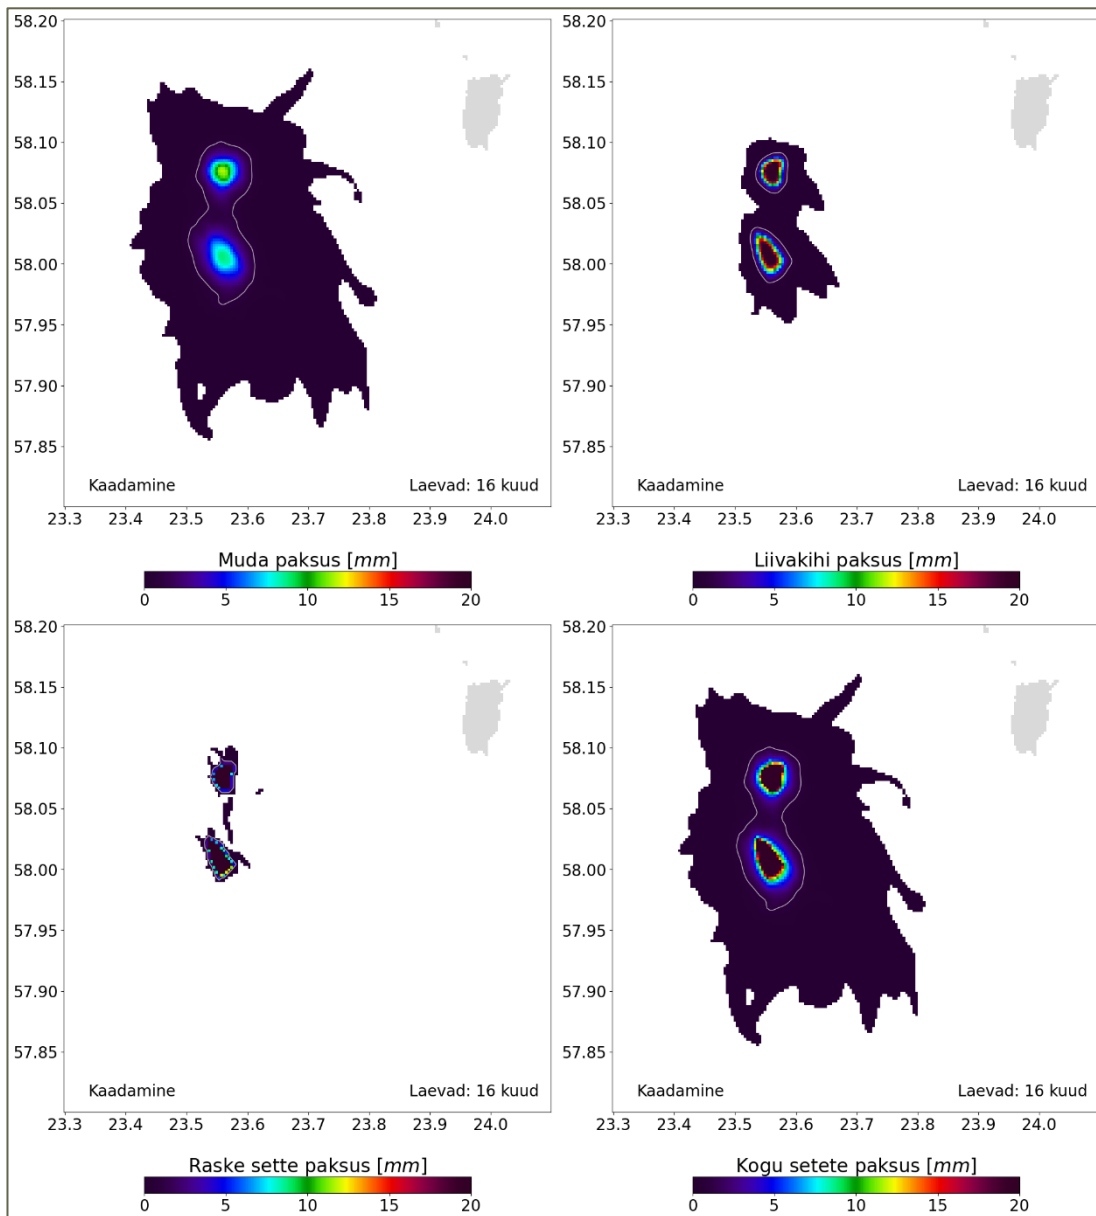 58.20
58.15
58.10
58.05
58.00
57.95
57.90
57.85
Kaadamine Laevad: 16 kuud
23.3 23.4 23.5 23.6 23.7 23.8 23.9 24.0
Muda paksus [mm]
0 5 10 15 20
58.20
58.15
58.10
58.05
58.00
57.95
57.90
57.85
Kaadamine Laevad: 16 kuud
23.3 23.4 23.5 23.6 23.7 23.8 23.9 24.0
Liivakihi paksus [mm]
0 5 10 15 20
58.20
58.15
58.10
58.05
58.00
57.95
57.90
57.85
Kaadamine Laevad: 16 kuud
23.3 23.4 23.5 23.6 23.7 23.8 23.9 24.0
Raske sette paksus [mm]
0 5 10 15 20
58.20
58.15
58.10
58.05
58.00
57.95
57.90
57.85
Kaadamine Laevad: 16 kuud
23.3 23.4 23.5 23.6 23.7 23.8 23.9 24.0
Kogu setete paksus [mm]
0 5 10 15 20